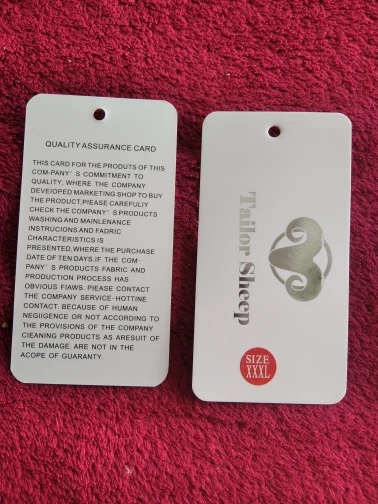 QUALITY ASSURANCE CARD
THIS CARD FOR THE PRODUTS OF THIS
COM-PANY' S COMMITMENT TO
QUALITY, WHERE THE COMPANY
DEVEIOPED MARKETING SHOP TO BUY
THE PRODUCT,PIEASE CAREFULIY
CHECK THE COMPANY' S PRODUCTS
WASHING AND MAINLENANCE
INSTRUCIONS AND FADRIC
CHARACTERISTICS IS
PRESENTED,WHERE THE PURCHASE
DATE OF TEN DAYS.IF THE COM-
PANY' S PRODUCTS FABRIC AND
PRODUCTION PROCESS HAS
OBVIOUS FIAWS. PIEASE CONTACT
THE COMPANY SERVICE-HOTTINE
CONTACT. BECAUSE OF HUMAN
NEGIIGENCE OR NOT ACCORDING TO
THE PROVISIONS OF THE COMPANY
CIEANING PRODUCTS AS ARESUIT OF
THE DAMAGE. ARE NOT IN THE
ACOPE OF GUARANTY.
Tailor Sheep
SIZE
XXXL